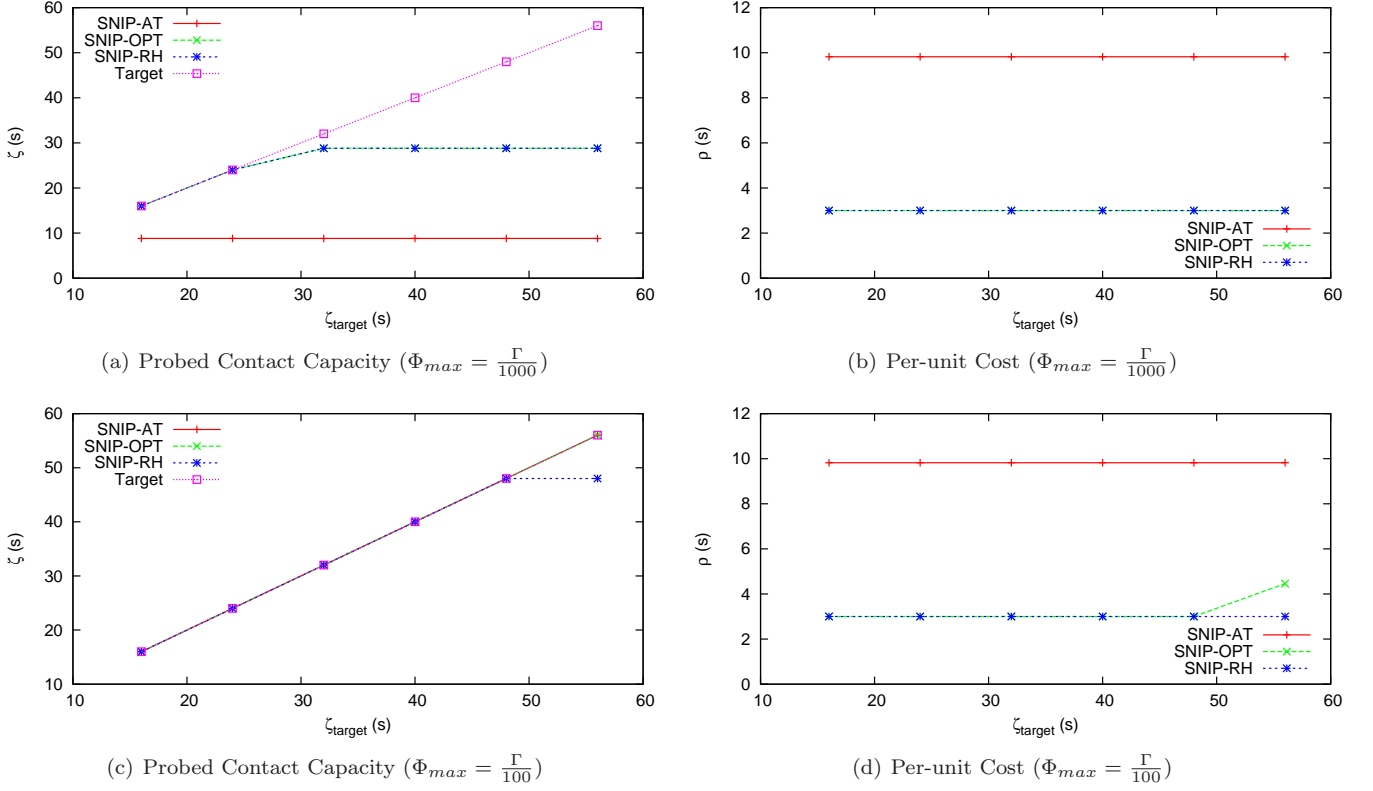 SNIP-AT
SNIP-OPT
SNIP-RH
Target
60
50
40
30
20
10
0
ζ (s)
10 20 30 40 50 60
ζtarget (s)
(a) Probed Contact Capacity (Φmax = Γ/1000)
12
10
8
6
4
2
0
ρ (s)
SNIP-AT
SNIP-OPT
SNIP-RH
10 20 30 40 50 60
ζtarget (s)
(b) Per-unit Cost (Φmax = Γ/1000)
SNIP-AT
SNIP-OPT
SNIP-RH
Target
60
50
40
30
20
10
ζ (s)
10 20 30 40 50 60
ζtarget (s)
(c) Probed Contact Capacity (Φmax = Γ/100)
12
10
8
6
4
2
0
ρ (s)
SNIP-AT
SNIP-OPT
SNIP-RH
10 20 30 40 50 60
ζtarget (s)
(d) Per-unit Cost (Φmax = Γ/100)